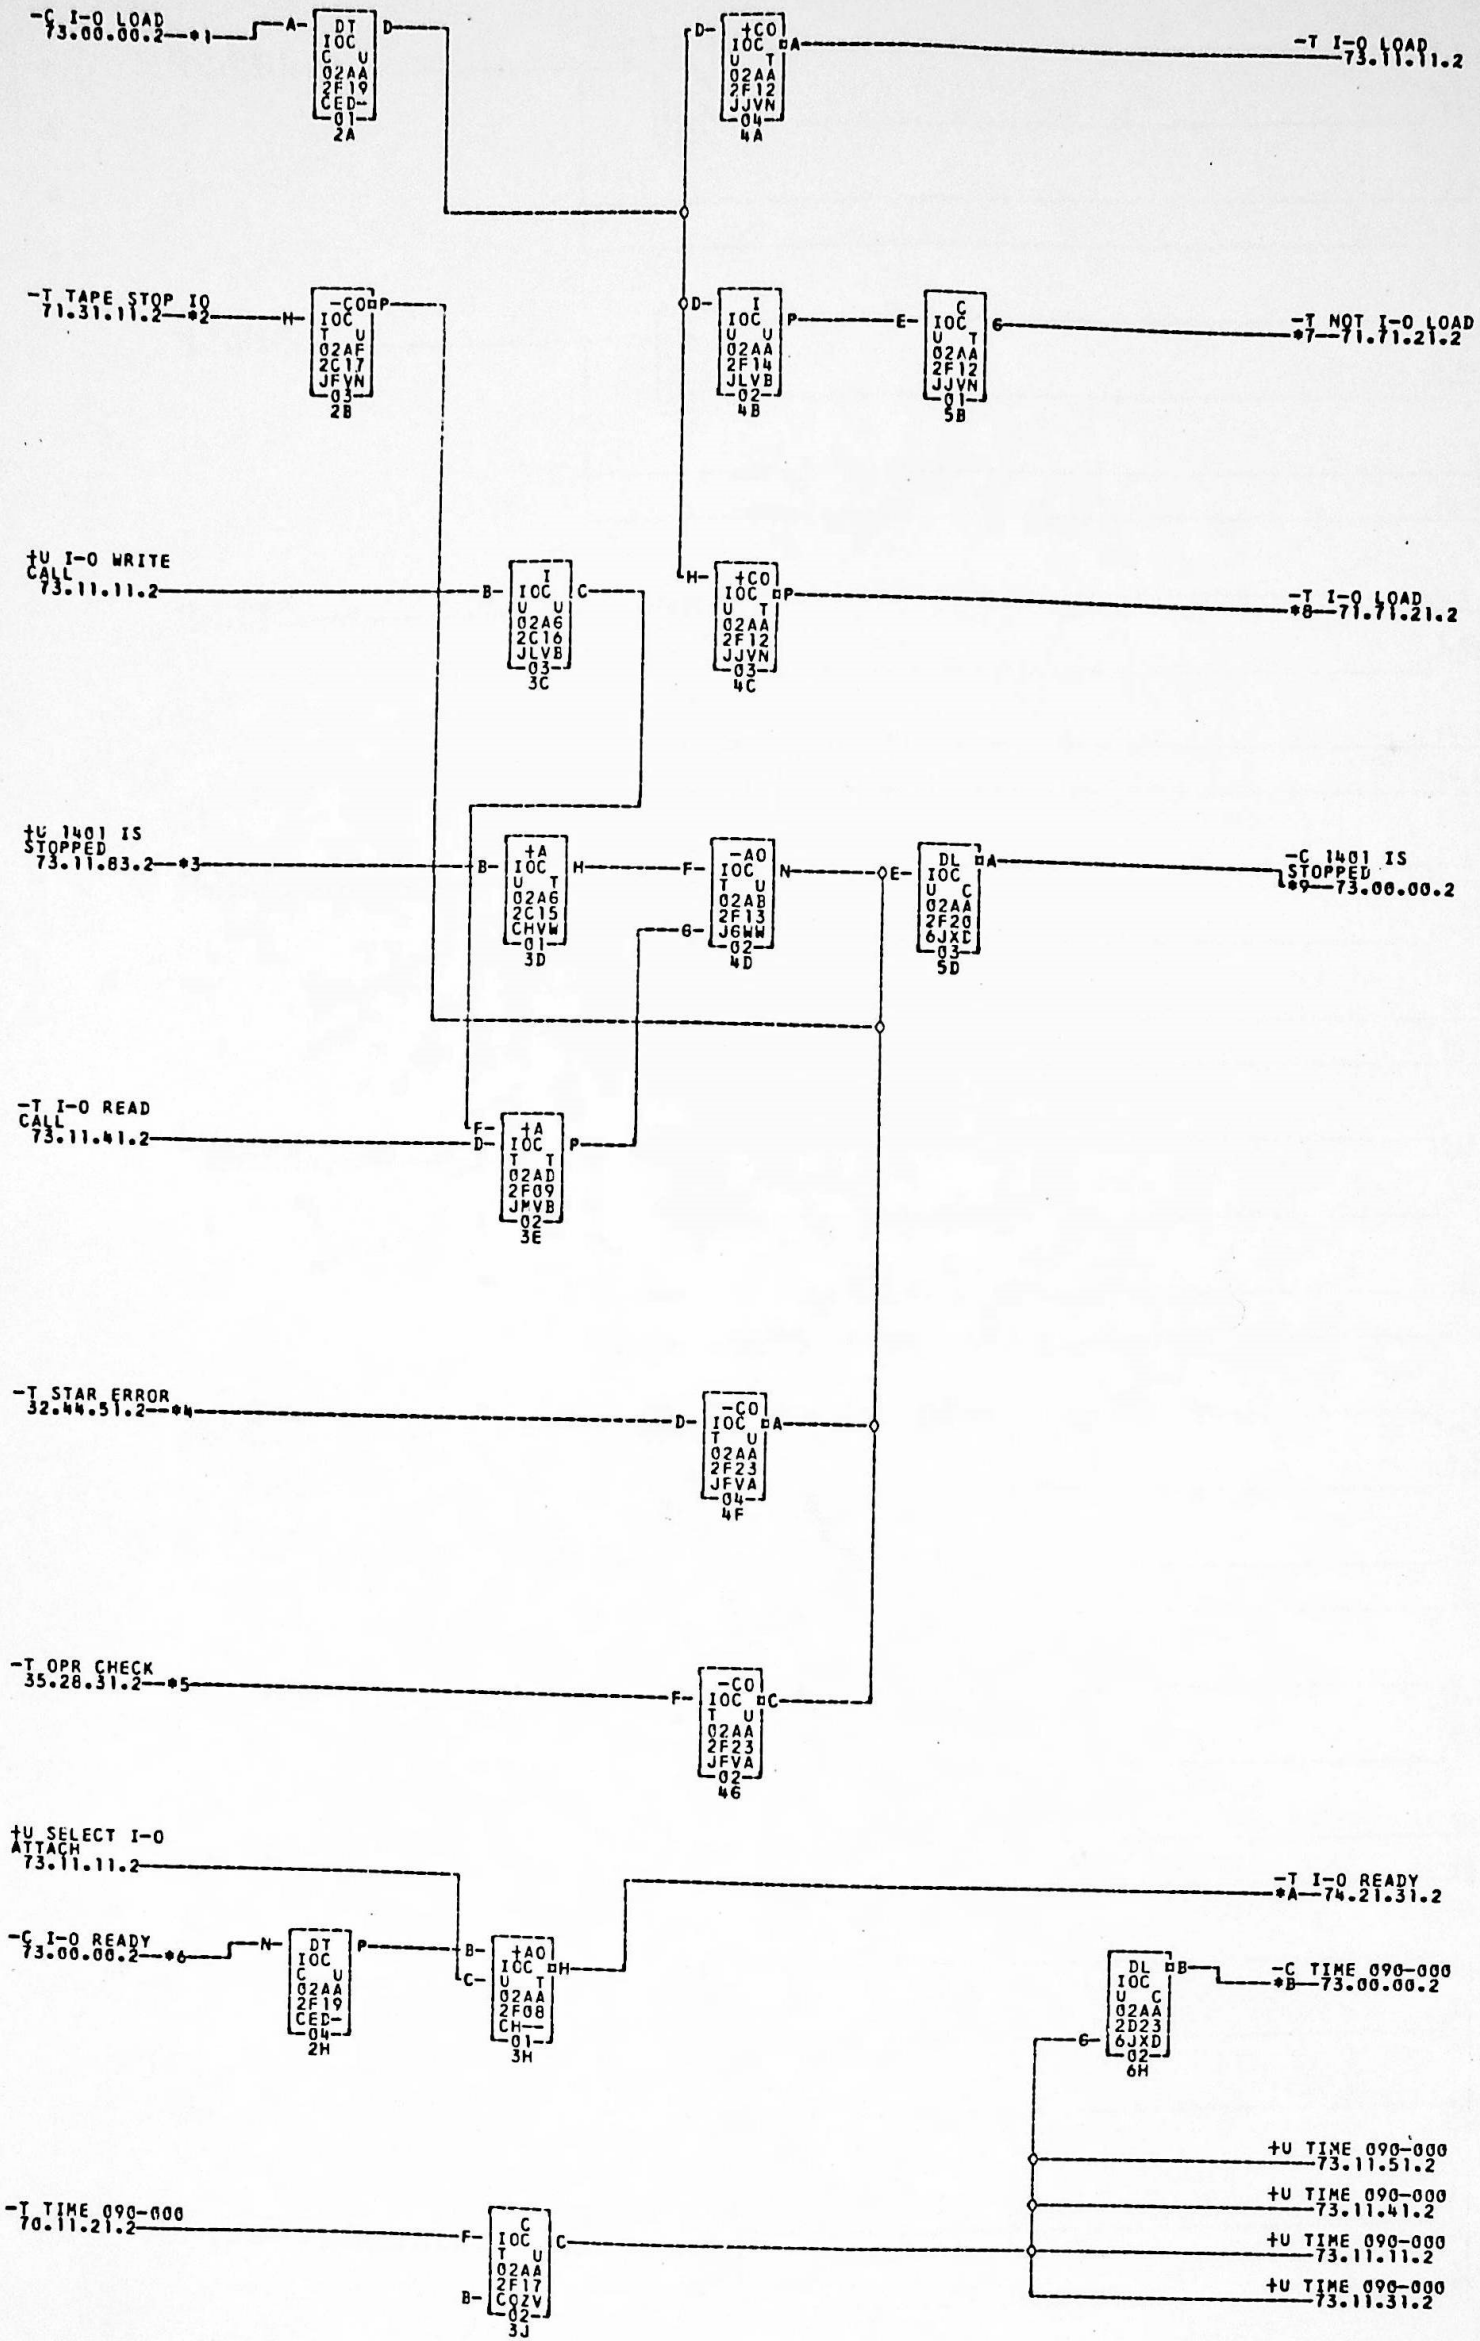 -C I-O LOAD
73.00.00.2--*1
A-
DT
IOC
C U
02AA
2F19
CED-
01
2A
D
D-
+CO
IOC
U T
02AA
2F12
JJVN
04
4A
A
-T I-O LOAD
73.11.11.2
-T TAPE STOP IO
71.31.11.2--*2
H-
-CO
IOC
T U
02AF
2C17
JFVN
03
2B
P
D-
I
IOC
U U
02AA
2F14
JLVB
02
4B
P
E-
C
IOC
U T
02AA
2F12
JJVN
01
5B
G
-T NOT I-O LOAD
*7--71.71.21.2
+U I-O WRITE
CALL
73.11.11.2
B-
I
IOC
U U
02A6
2C16
JLVB
03
3C
C
H-
+CO
IOC
U T
02AA
2F12
JJVN
03
4C
P
-T I-O LOAD
*8--71.71.21.2
+U 1401 IS
STOPPED
73.11.83.2--*3
B-
+A
IOC
U T
02A6
2C15
CHVW
01
3D
H
F-
G-
-AO
IOC
T U
02AB
2F13
JGWW
02
4D
N
E-
DL
IOC
U C
02AA
2F20
6JXD
03
5D
A
-C 1401 IS
STOPPED
*9--73.00.00.2
-T I-O READ
CALL
73.11.41.2
F-
D-
+A
IOC
T T
02AD
2F09
JMVB
02
3E
P
-T STAR ERROR
32.44.51.2--*4
D-
-CO
IOC
T U
02AA
2F23
JFVA
04
4F
A
-T OPR CHECK
35.28.31.2--*5
F-
-CO
IOC
T U
02AA
2F23
JFVA
02
4G
C
+U SELECT I-O
ATTACH
73.11.11.2
-C I-O READY
73.00.00.2--*6
N-
DT
IOC
C U
02AA
2F19
CED-
04
2H
P
B-
C-
+AO
IOC
U T
02AA
2F08
CH--
01
3H
H
-T I-O READY
*A--74.21.31.2
G-
DL
IOC
U C
02AA
2D23
6JXD
02
6H
B
-C TIME 090-000
*B--73.00.00.2
+U TIME 090-000
73.11.51.2
+U TIME 090-000
73.11.41.2
+U TIME 090-000
73.11.11.2
+U TIME 090-000
73.11.31.2
-T TIME 090-000
70.11.21.2
F-
B-
C
IOC
T U
02AA
2F17
CQZV
02
3J
C